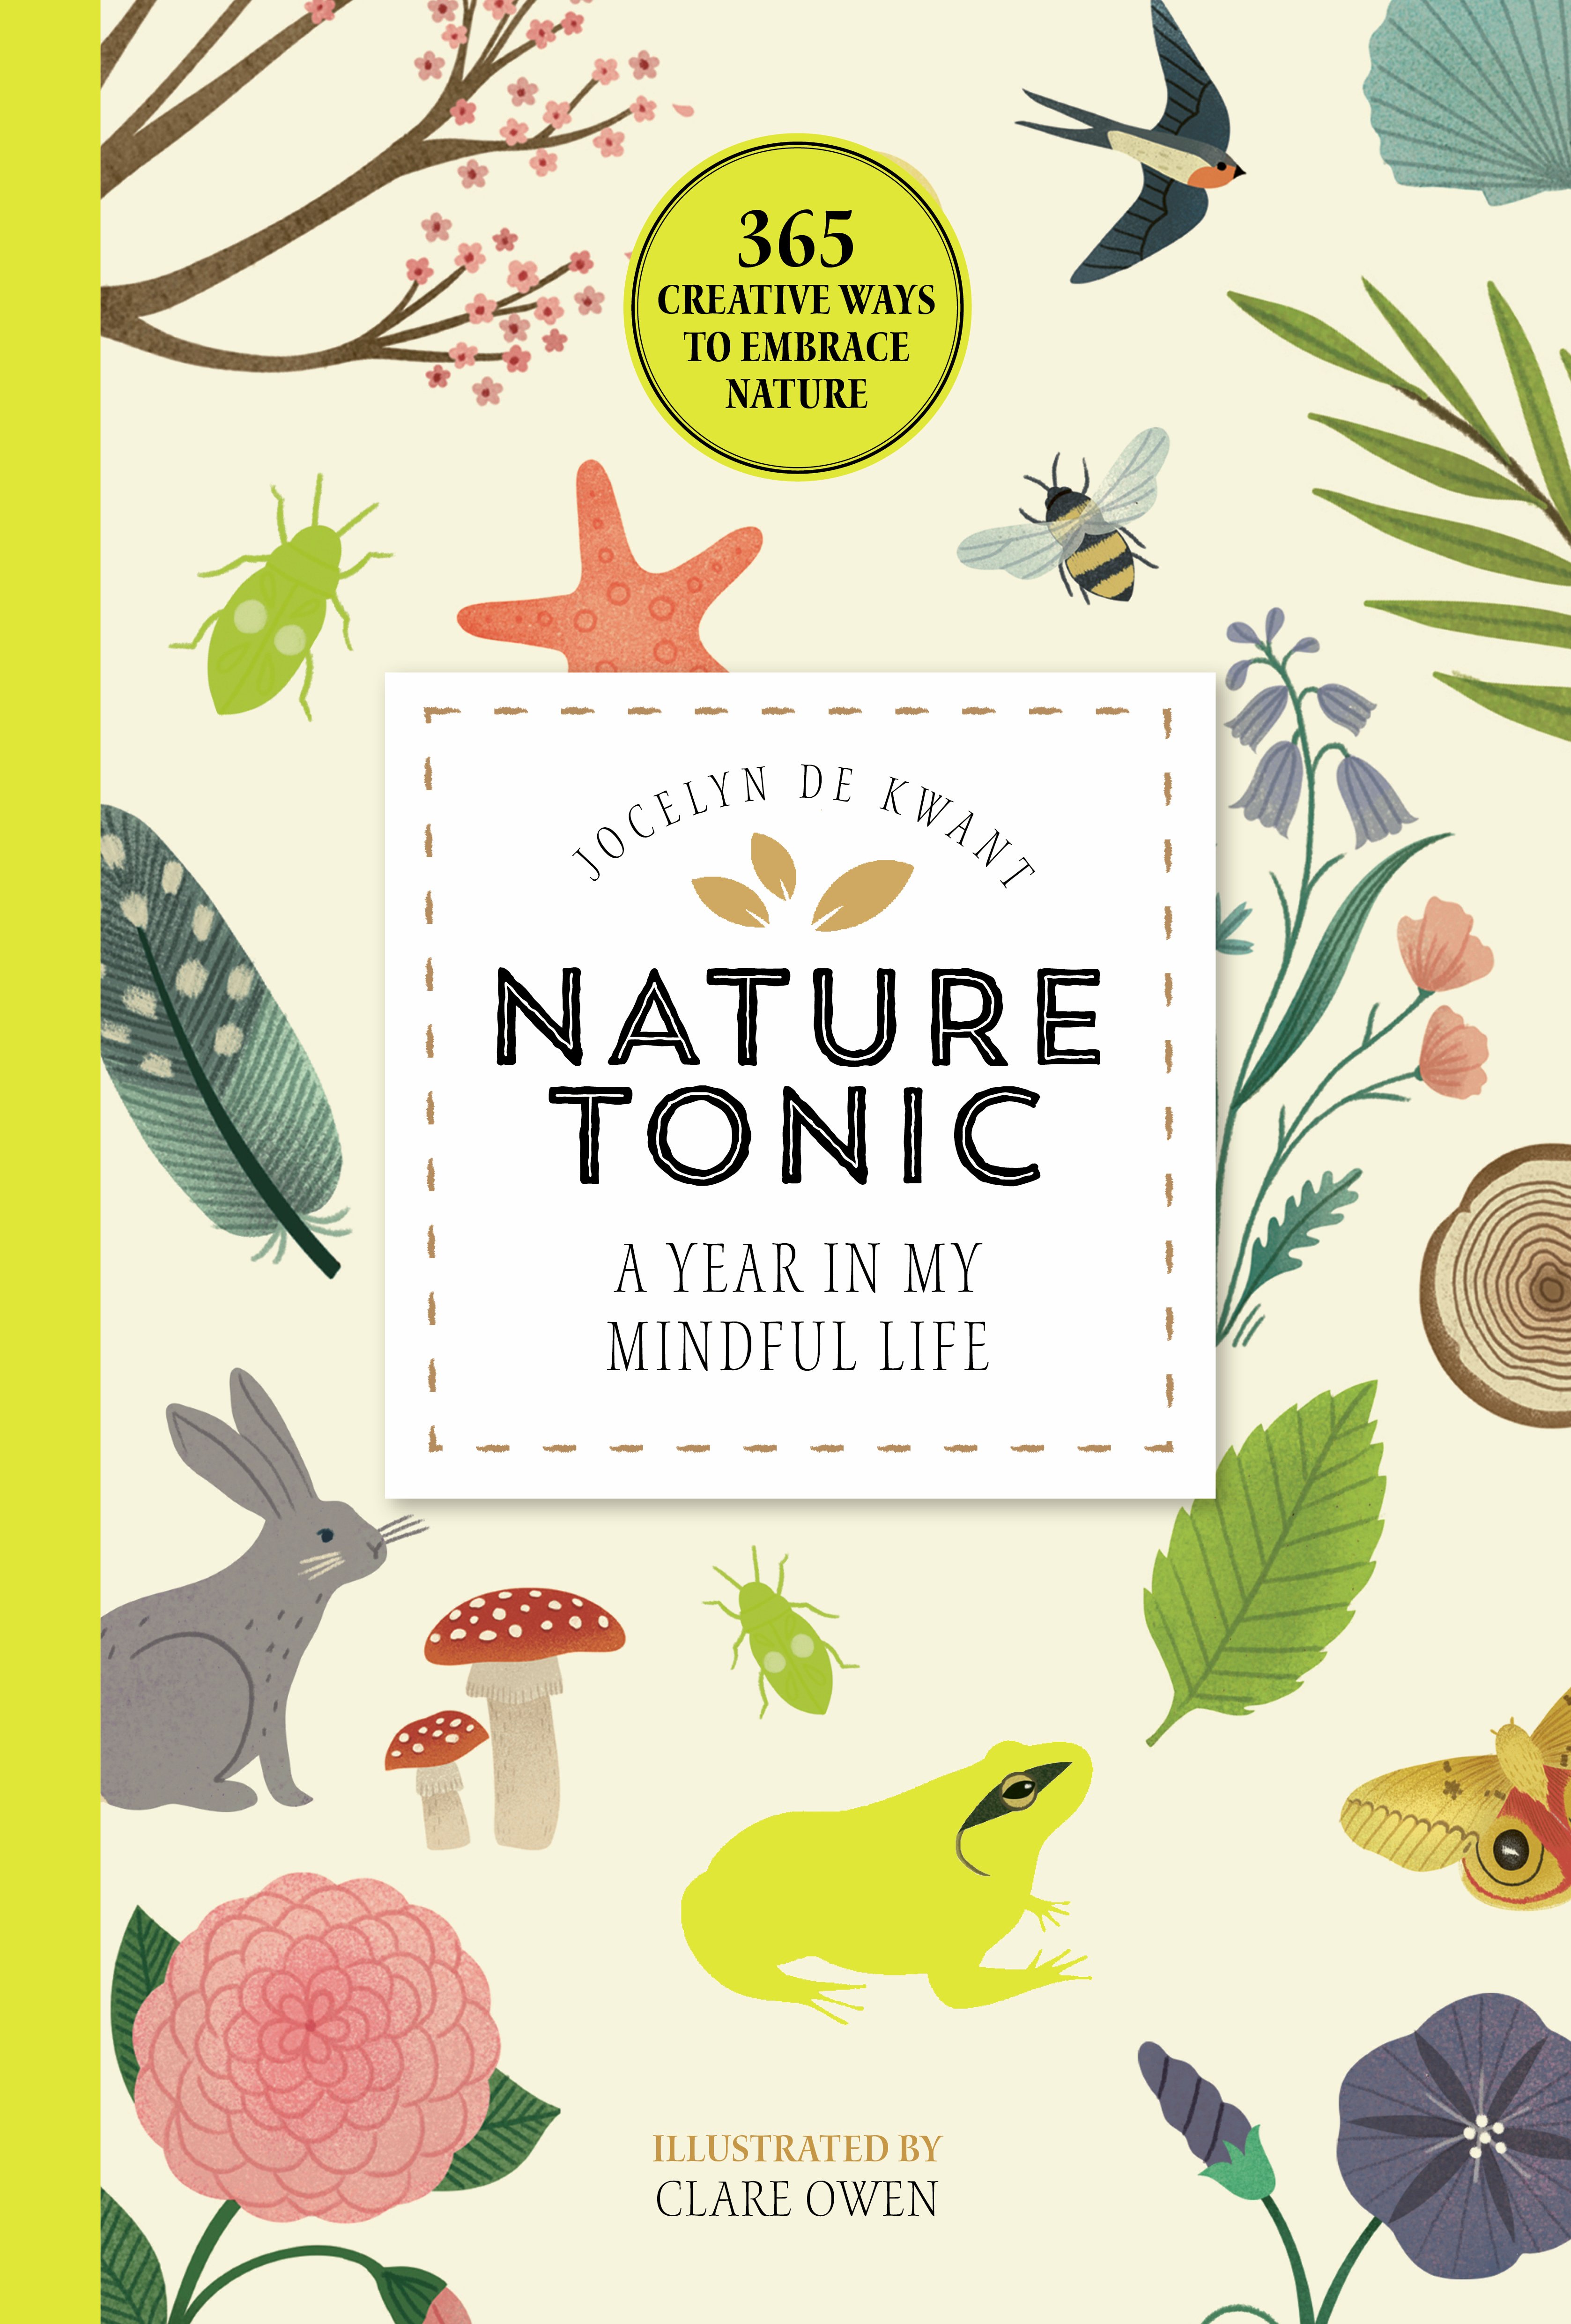 365
CREATIVE WAYS
TO EMBRACE
NATURE
JOCELYN DE KWANT
NATURE
TONIC
A YEAR IN MY
MINDFUL LIFE
ILLUSTRATED BY
CLARE OWEN